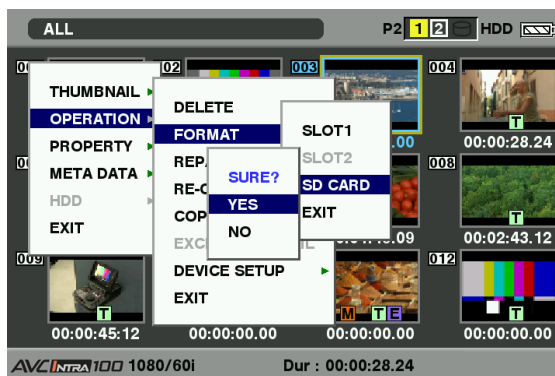 ALL P2 1 2 HDD
02 003 004
THUMBNAIL
OPERATION
PROPERTY
META DATA
HDD
EXIT
DELETE
FORMAT
DEVICE SETUP
EXIT
SLOT1
SLOT2
SD CARD
EXIT
SURE?
YES
NO
T
00:00:28.24
008
T
00:02:43.12
009
T
00:00:45:12
00:00:00.00
M T E
00:00:00.00
012
T
00:00:00.00
AVC INTRA 100 1080/60i Dur : 00:00:28.24